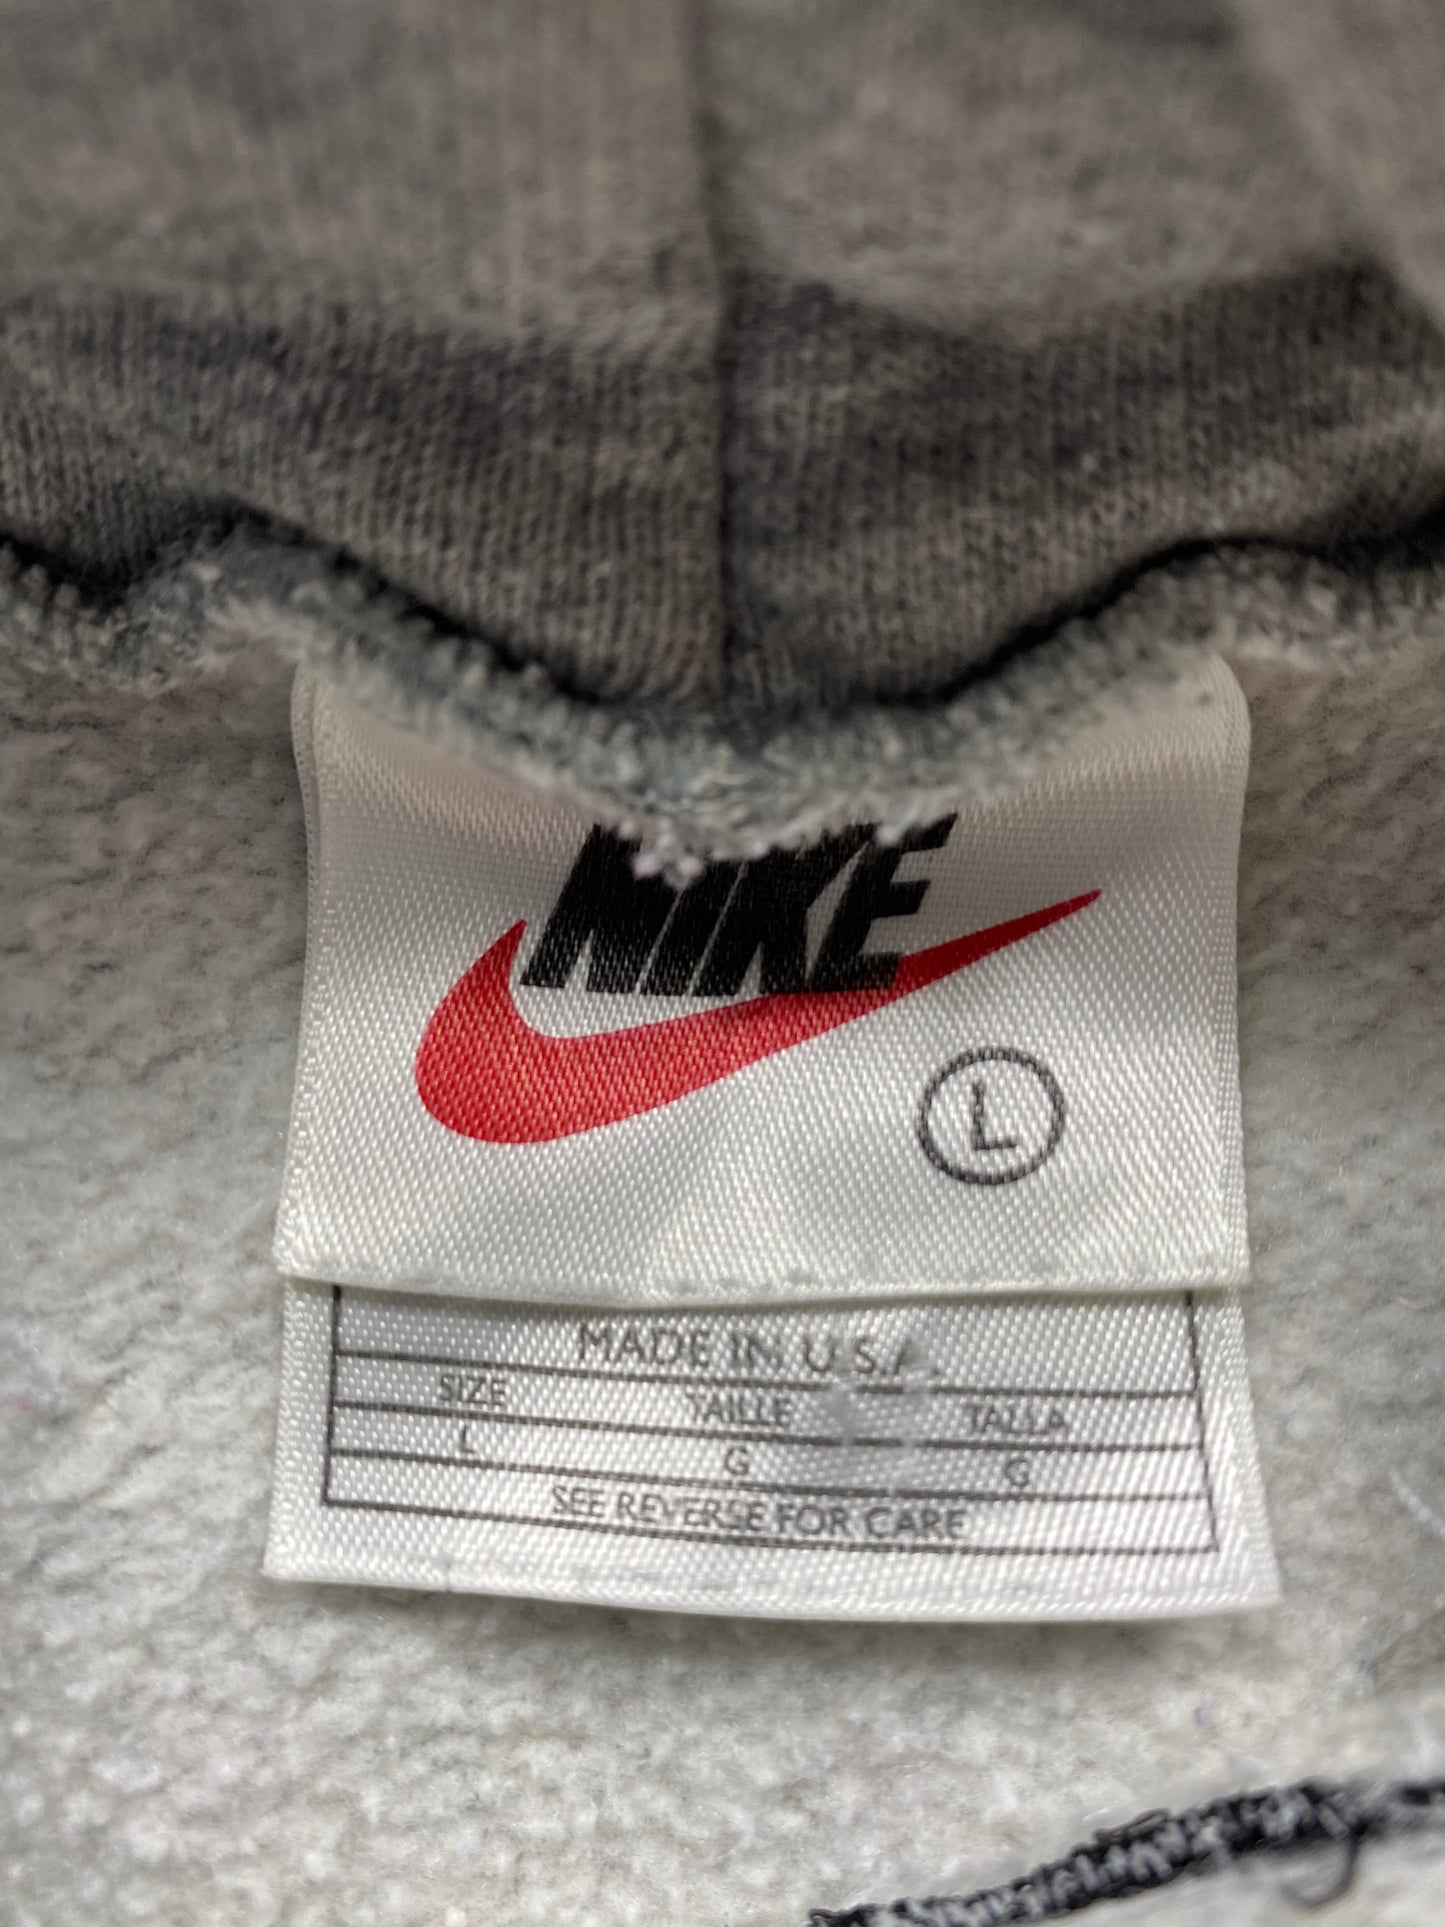 NIKE
L
MADE IN U.S.A.
SIZE TAILLE TALLA
L G G
SEE REVERSE FOR CARE